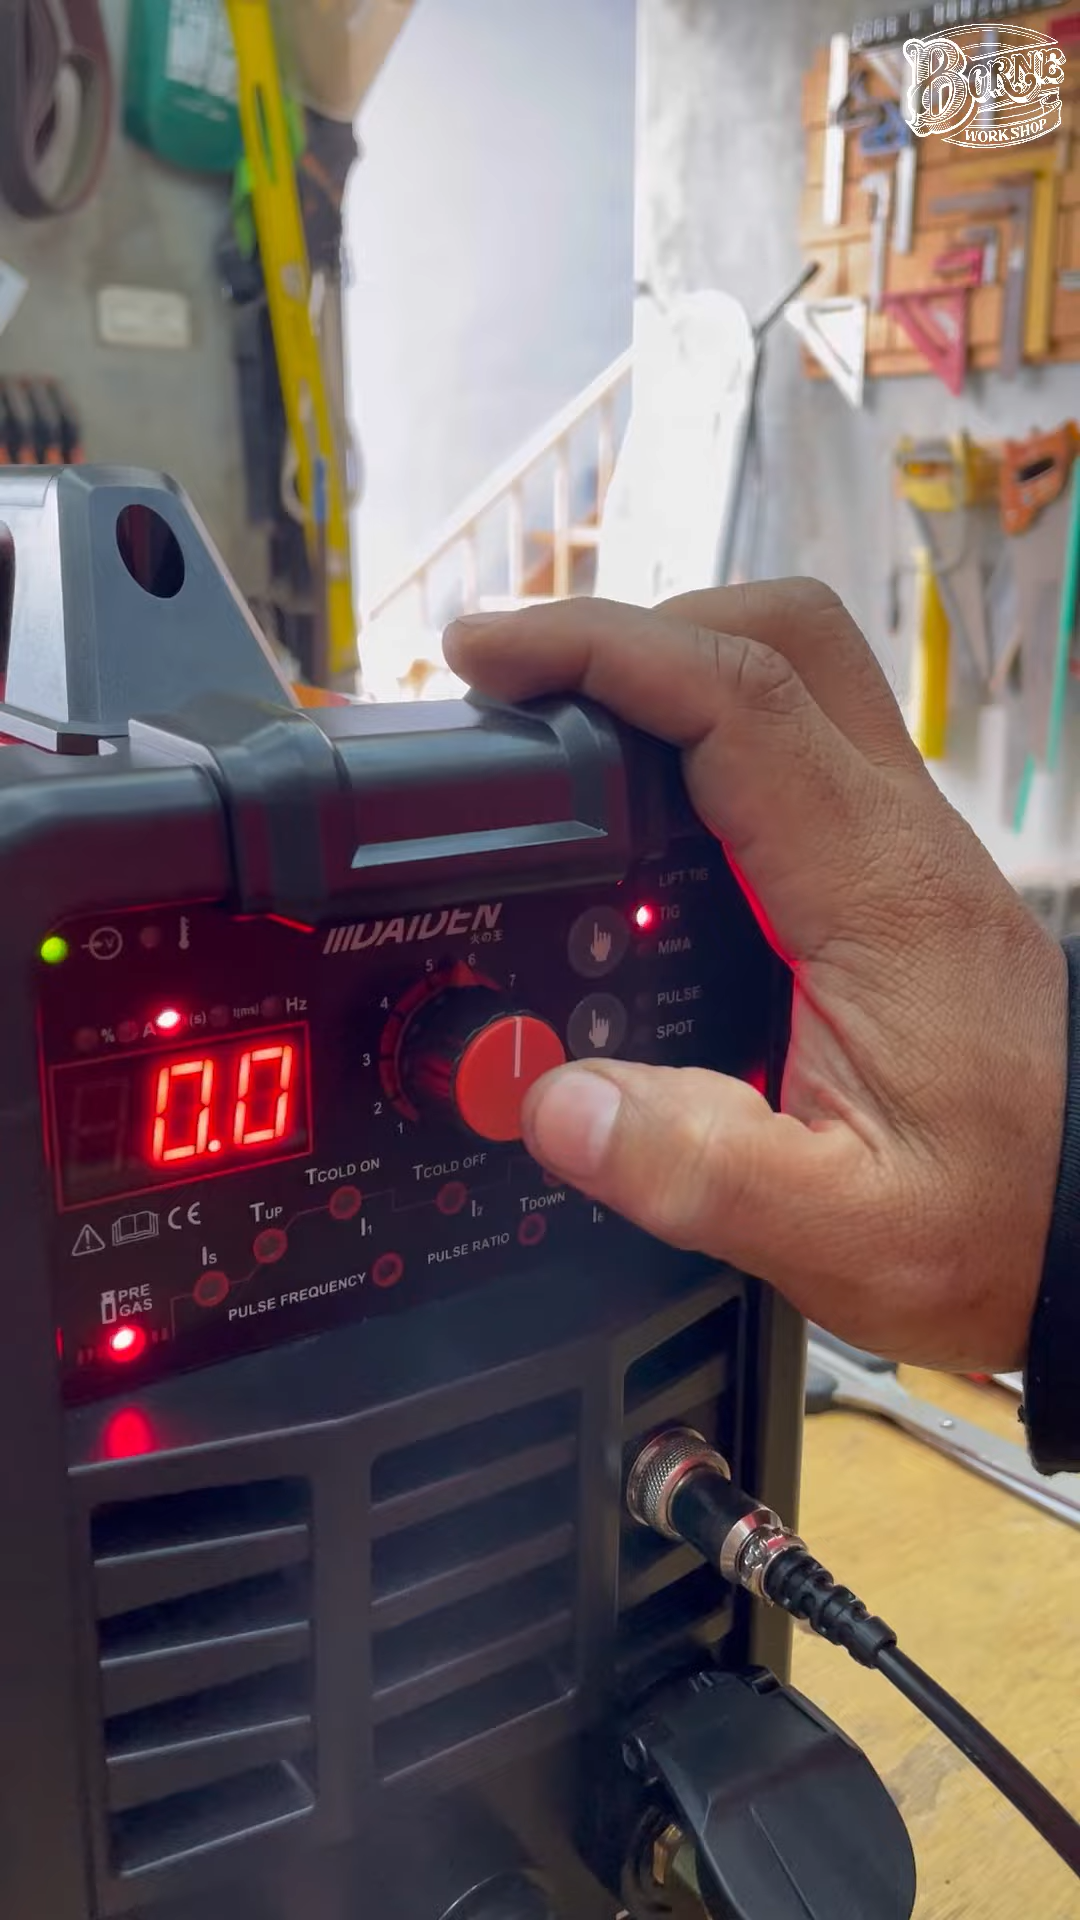 BORNE
WORKSHOP
DAIDEN
火の王
LIFT TIG
TIG
MMA
PULSE
SPOT
V
% A (s) t(ms) Hz
0.0
1
2
3
4
5
6
7
TCOLD ON
TCOLD OFF
TUP
TDOWN
IS
I1
I2
PULSE RATIO
PULSE FREQUENCY
CE
PRE
GAS